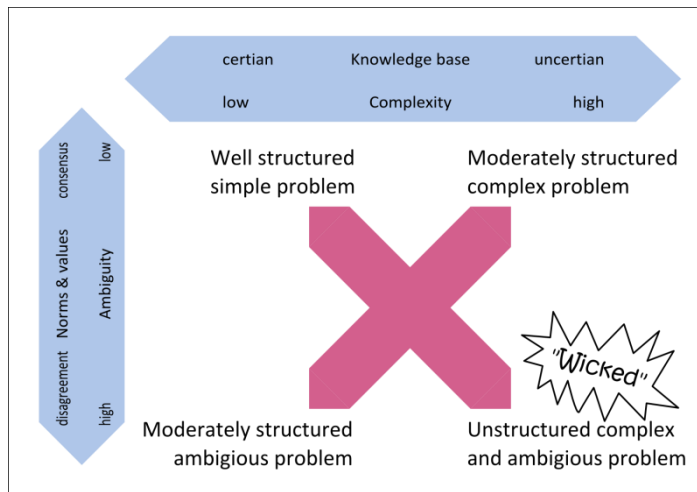 certian Knowledge base uncertian
low Complexity high
consensus low
Norms & values Ambiguity
disagreement high
Well structured
simple problem
Moderately structured
complex problem
"Wicked"
Moderately structured
ambigious problem
Unstructured complex
and ambigious problem